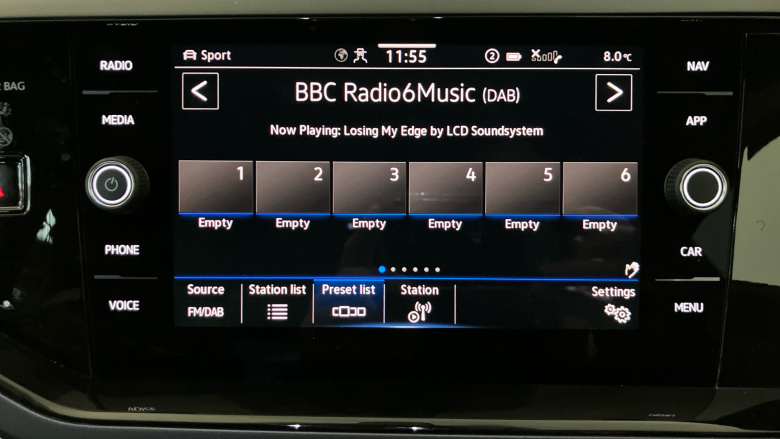 Sport
11:55
2
8.0°C
BBC Radio6Music (DAB)
Now Playing: Losing My Edge by LCD Soundsystem
1 2 3 4 5 6
Empty Empty Empty Empty Empty Empty
Source Station list Preset list Station Settings
FM/DAB
RADIO
MEDIA
PHONE
VOICE
NAV
APP
CAR
MENU
BAG